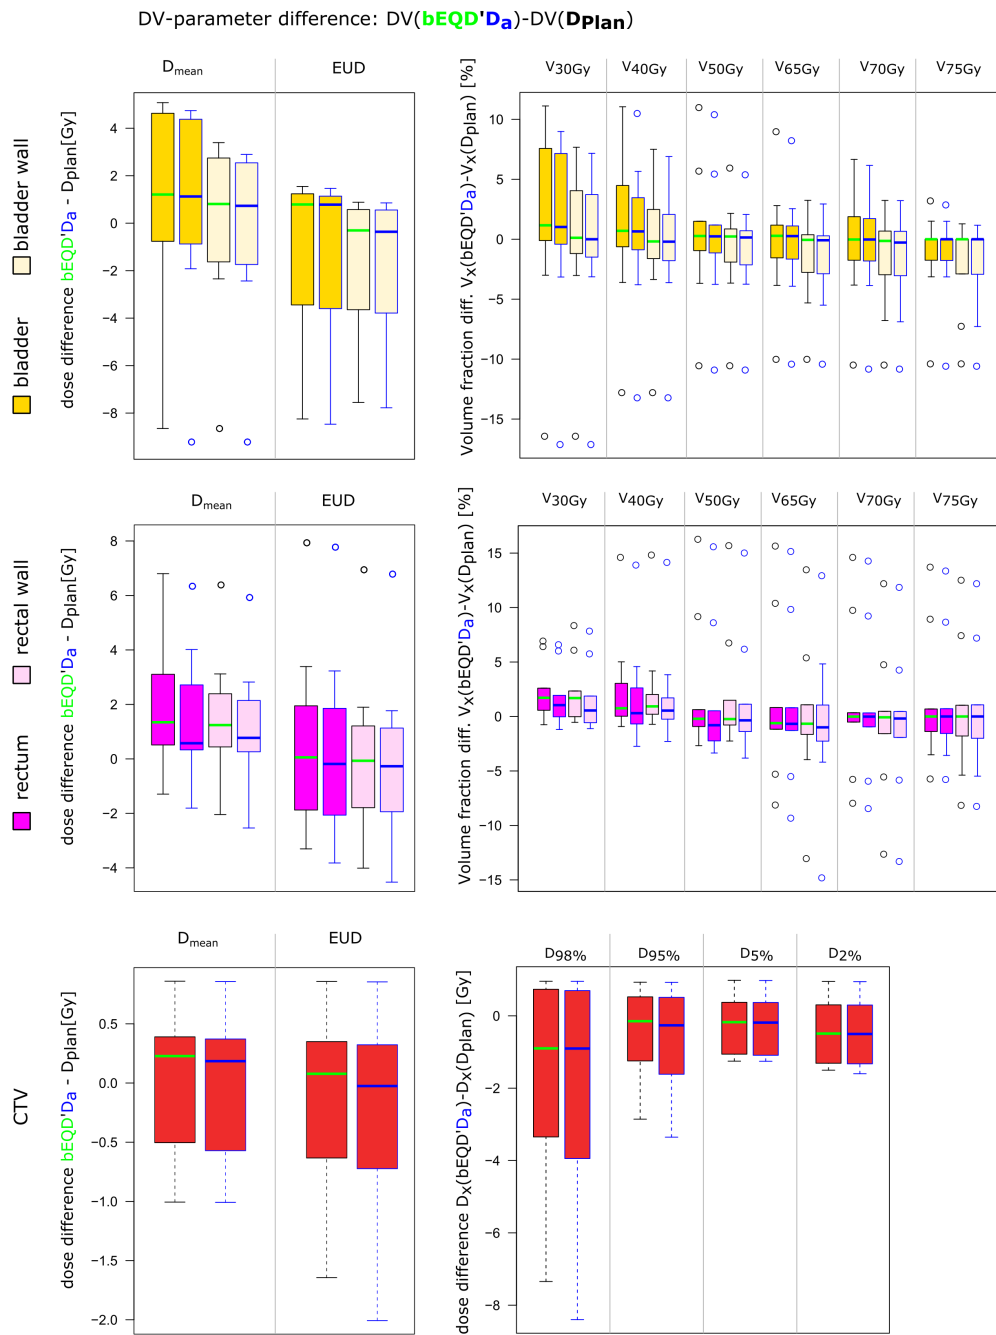 DV-parameter difference: DV(bEQD'Da)-DV(DPlan)
bladder wall
bladder
dose difference bEQD'Da - Dplan[Gy]
Dmean
EUD
4
2
0
−2
−4
−6
−8
Volume fraction diff. Vx(bEQD'Da)-Vx(Dplan) [%]
V30Gy
V40Gy
V50Gy
V65Gy
V70Gy
V75Gy
10
5
0
−5
−10
−15
rectal wall
rectum
dose difference bEQD'Da - Dplan[Gy]
Dmean
EUD
8
6
4
2
0
−2
−4
Volume fraction diff. Vx(bEQD'Da)-Vx(Dplan) [%]
V30Gy
V40Gy
V50Gy
V65Gy
V70Gy
V75Gy
15
10
5
0
−5
−10
−15
CTV
dose difference bEQD'Da - Dplan[Gy]
Dmean
EUD
0.5
0.0
−0.5
−1.0
−1.5
−2.0
dose difference Dx(bEQD'Da)-Dx(Dplan) [Gy]
D98%
D95%
D5%
D2%
0
−2
−4
−6
−8